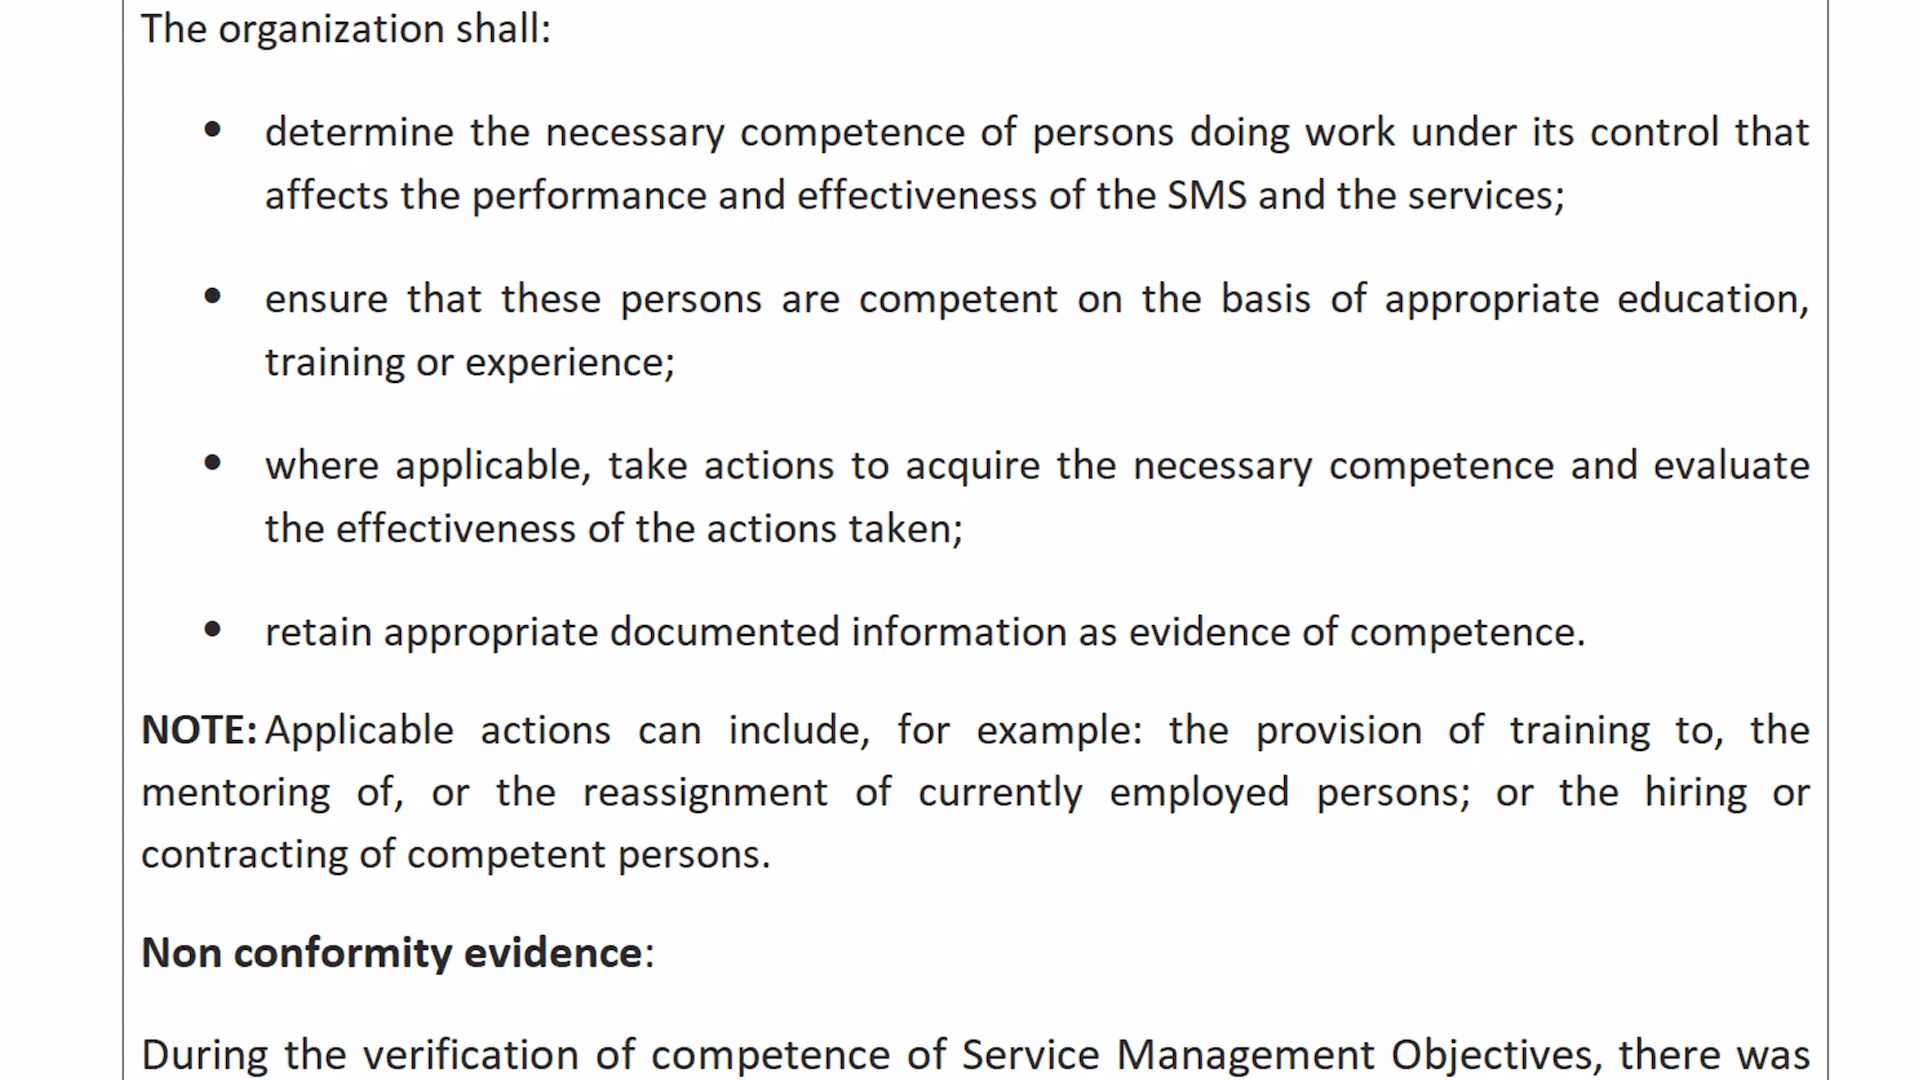 The organization shall:
• determine the necessary competence of persons doing work under its control that
affects the performance and effectiveness of the SMS and the services;
• ensure that these persons are competent on the basis of appropriate education,
training or experience;
• where applicable, take actions to acquire the necessary competence and evaluate
the effectiveness of the actions taken;
• retain appropriate documented information as evidence of competence.
NOTE: Applicable actions can include, for example: the provision of training to, the
mentoring of, or the reassignment of currently employed persons; or the hiring or
contracting of competent persons.
Non conformity evidence:
During the verification of competence of Service Management Objectives, there was